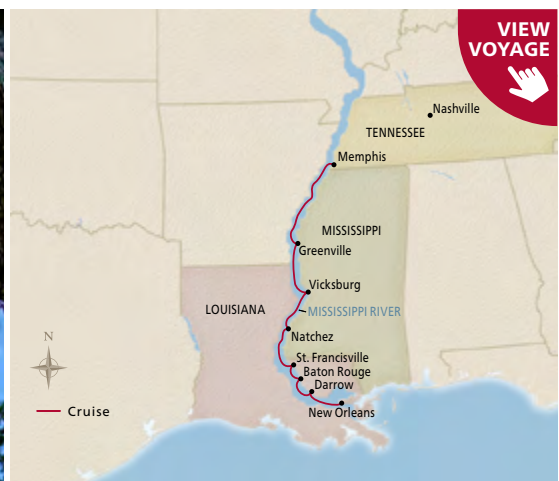 VIEW
VOYAGE
Nashville
TENNESSEE
Memphis
MISSISSIPPI
Greenville
Vicksburg
LOUISIANA
MISSISSIPPI RIVER
Natchez
N
St. Francisville
Baton Rouge
Darrow
Cruise
New Orleans